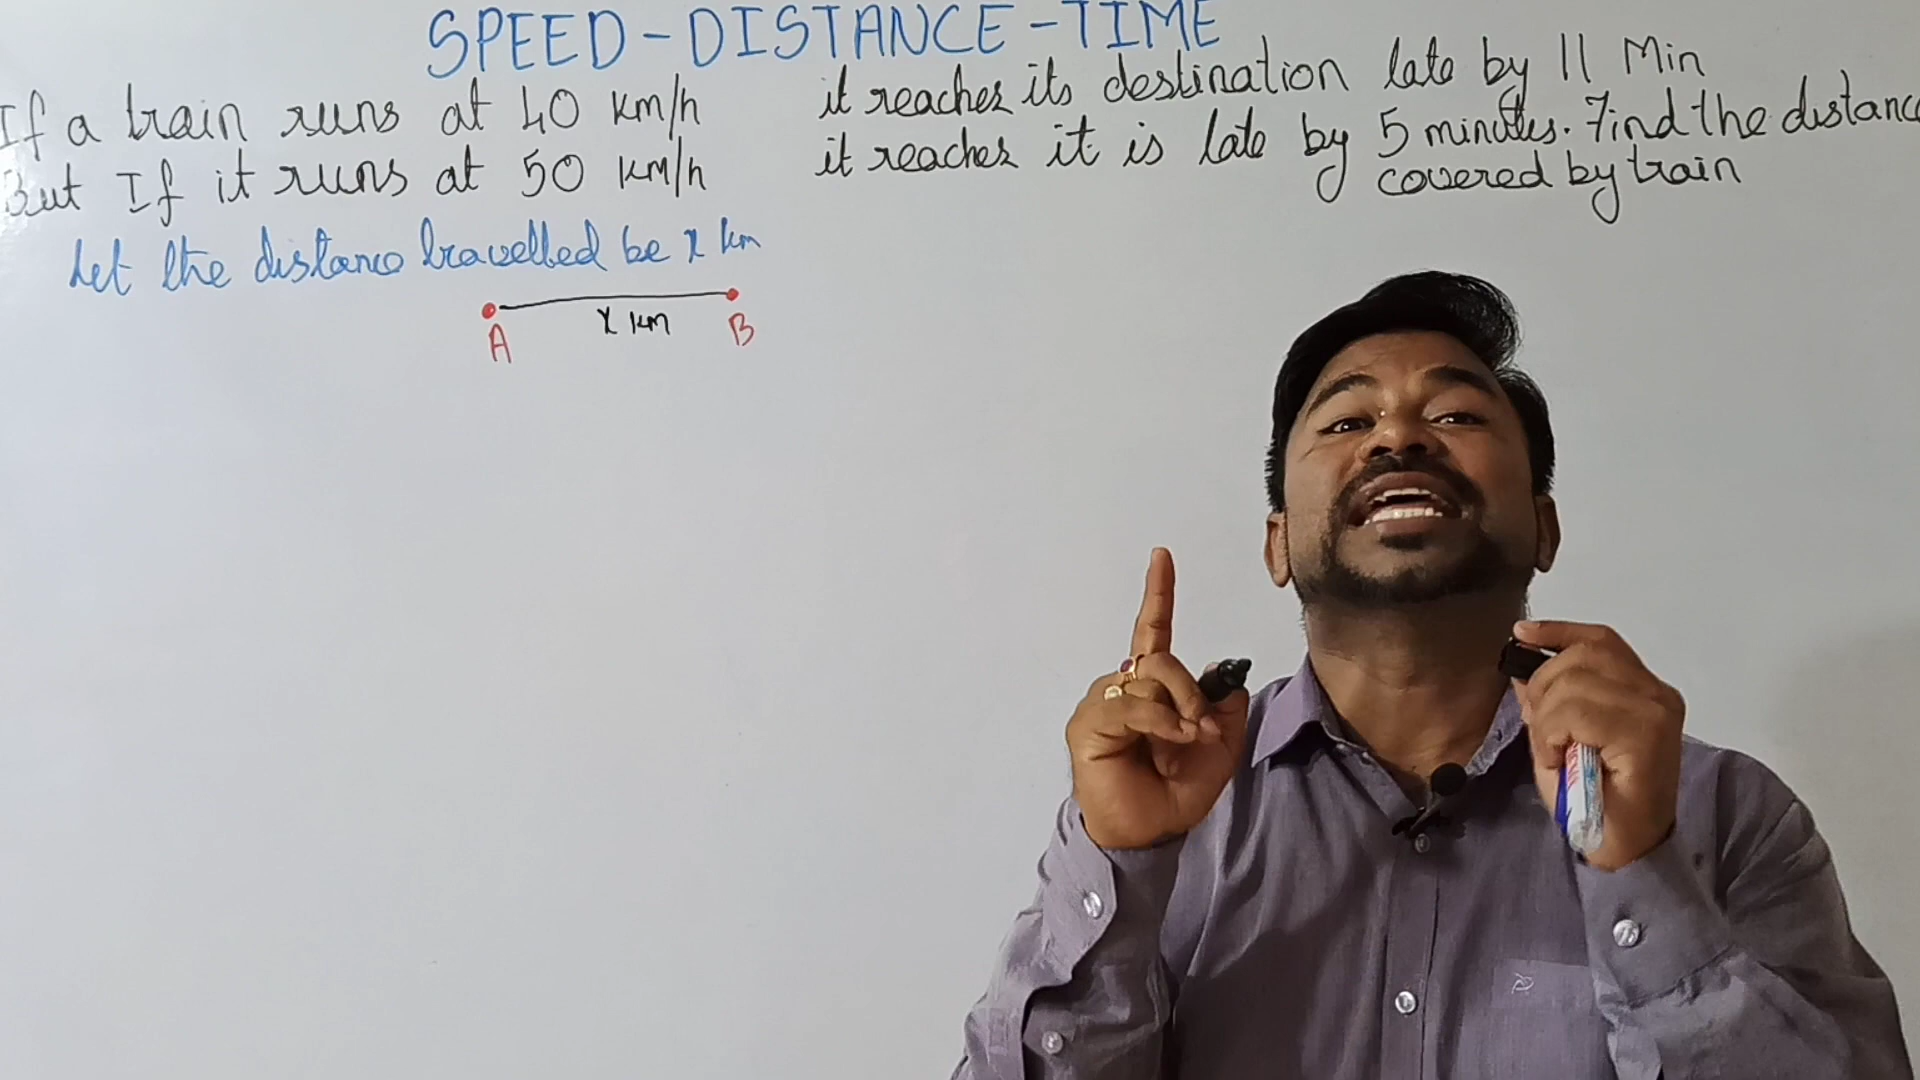 SPEED-DISTANCE-TIME
If a train runs at 40 km/h it reaches its destination late by 11 Min
But If it runs at 50 km/h it reaches it is late by 5 minutes. Find the distance
covered by train
Let the distance travelled be x km
x km
A B